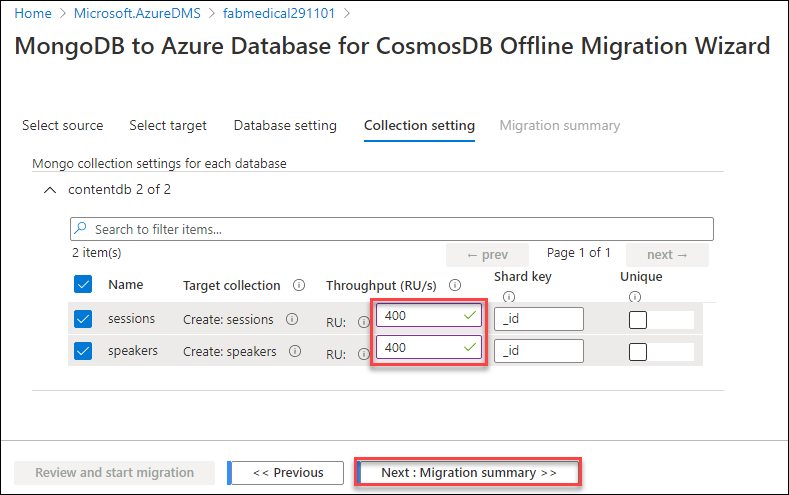 Home > Microsoft.AzureDMS > fabmedical291101 >
MongoDB to Azure Database for CosmosDB Offline Migration Wizard
Select source Select target Database setting Collection setting Migration summary
Mongo collection settings for each database
contentdb 2 of 2
Search to filter items...
2 item(s) ← prev Page 1 of 1 next →
Name Target collection Throughput (RU/s) Shard key Unique
sessions Create: sessions RU: 400 _id
speakers Create: speakers RU: 400 _id
Review and start migration << Previous Next : Migration summary >>